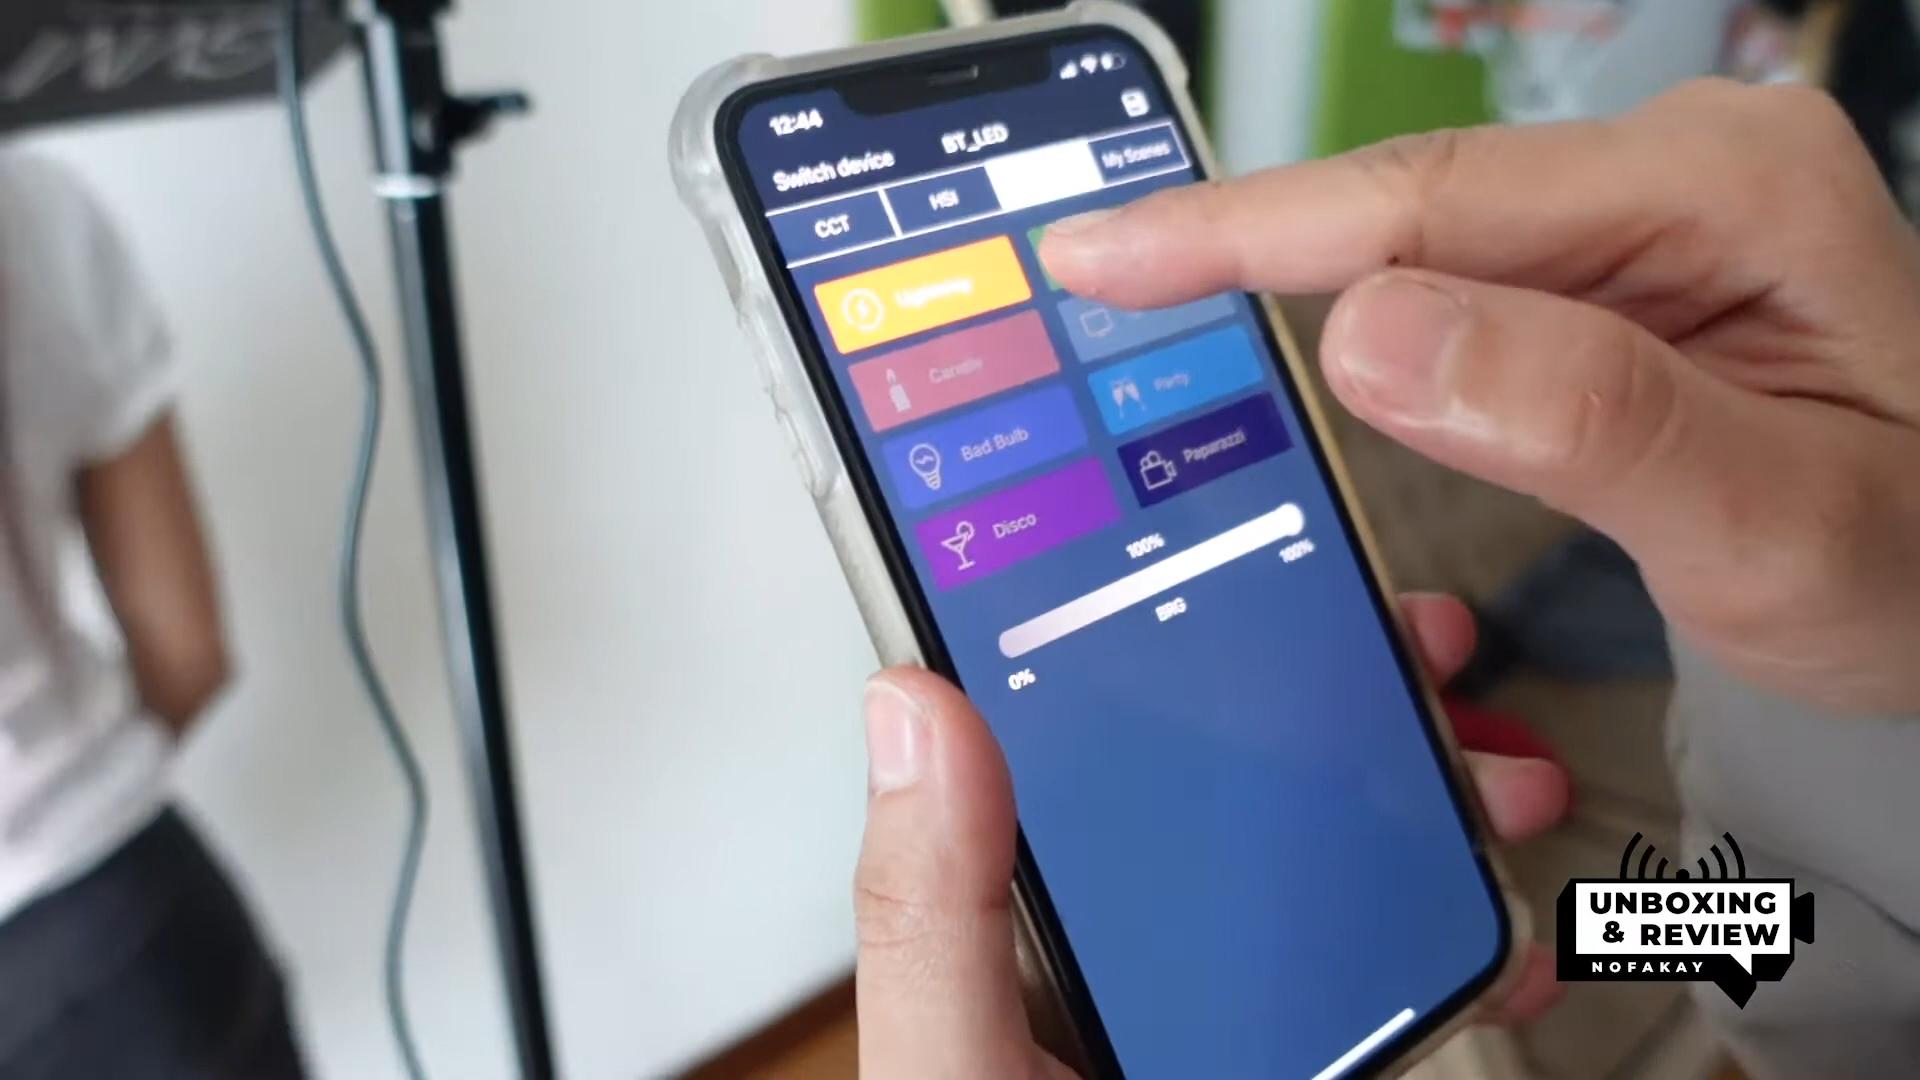 12:44
BT_LED
Switch device
CCT
HSI
My Scenes
Lightning
Candle
Party
Bad Bulb
Paparazzi
Disco
100%
100%
BRG
0%
UNBOXING
& REVIEW
NOFAKAY